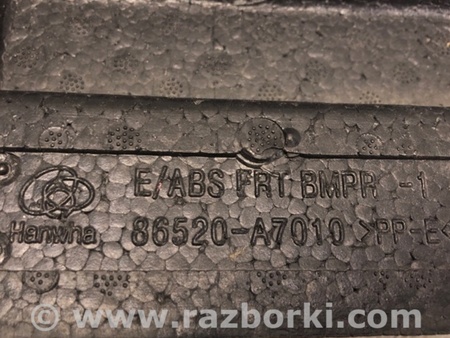 E/ABS FRT BMPR -1
Hanwha 86520-A7010 >PP-E<
www.razborki.com